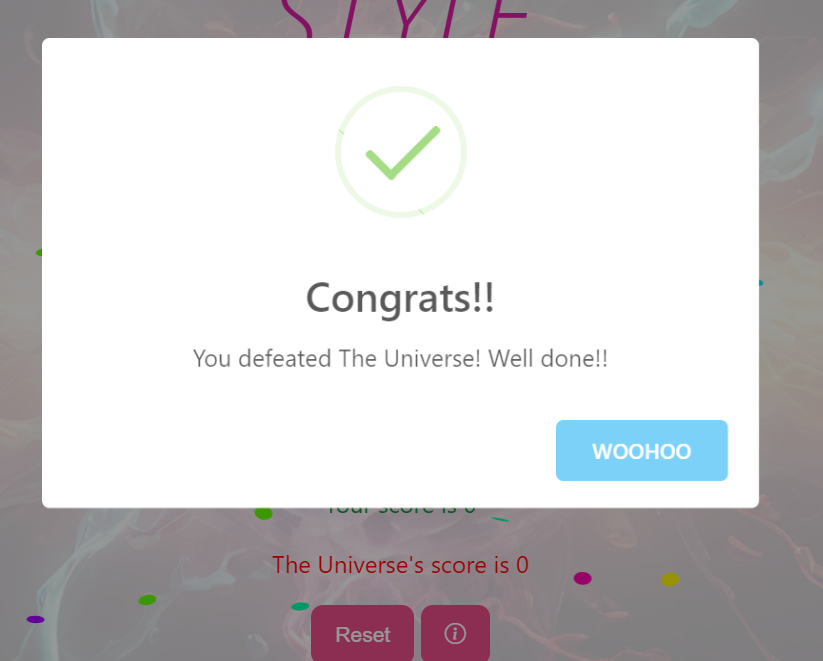 STYLE
Congrats!!
You defeated The Universe! Well done!!
WOOHOO
Your score is 0
The Universe's score is 0
Reset